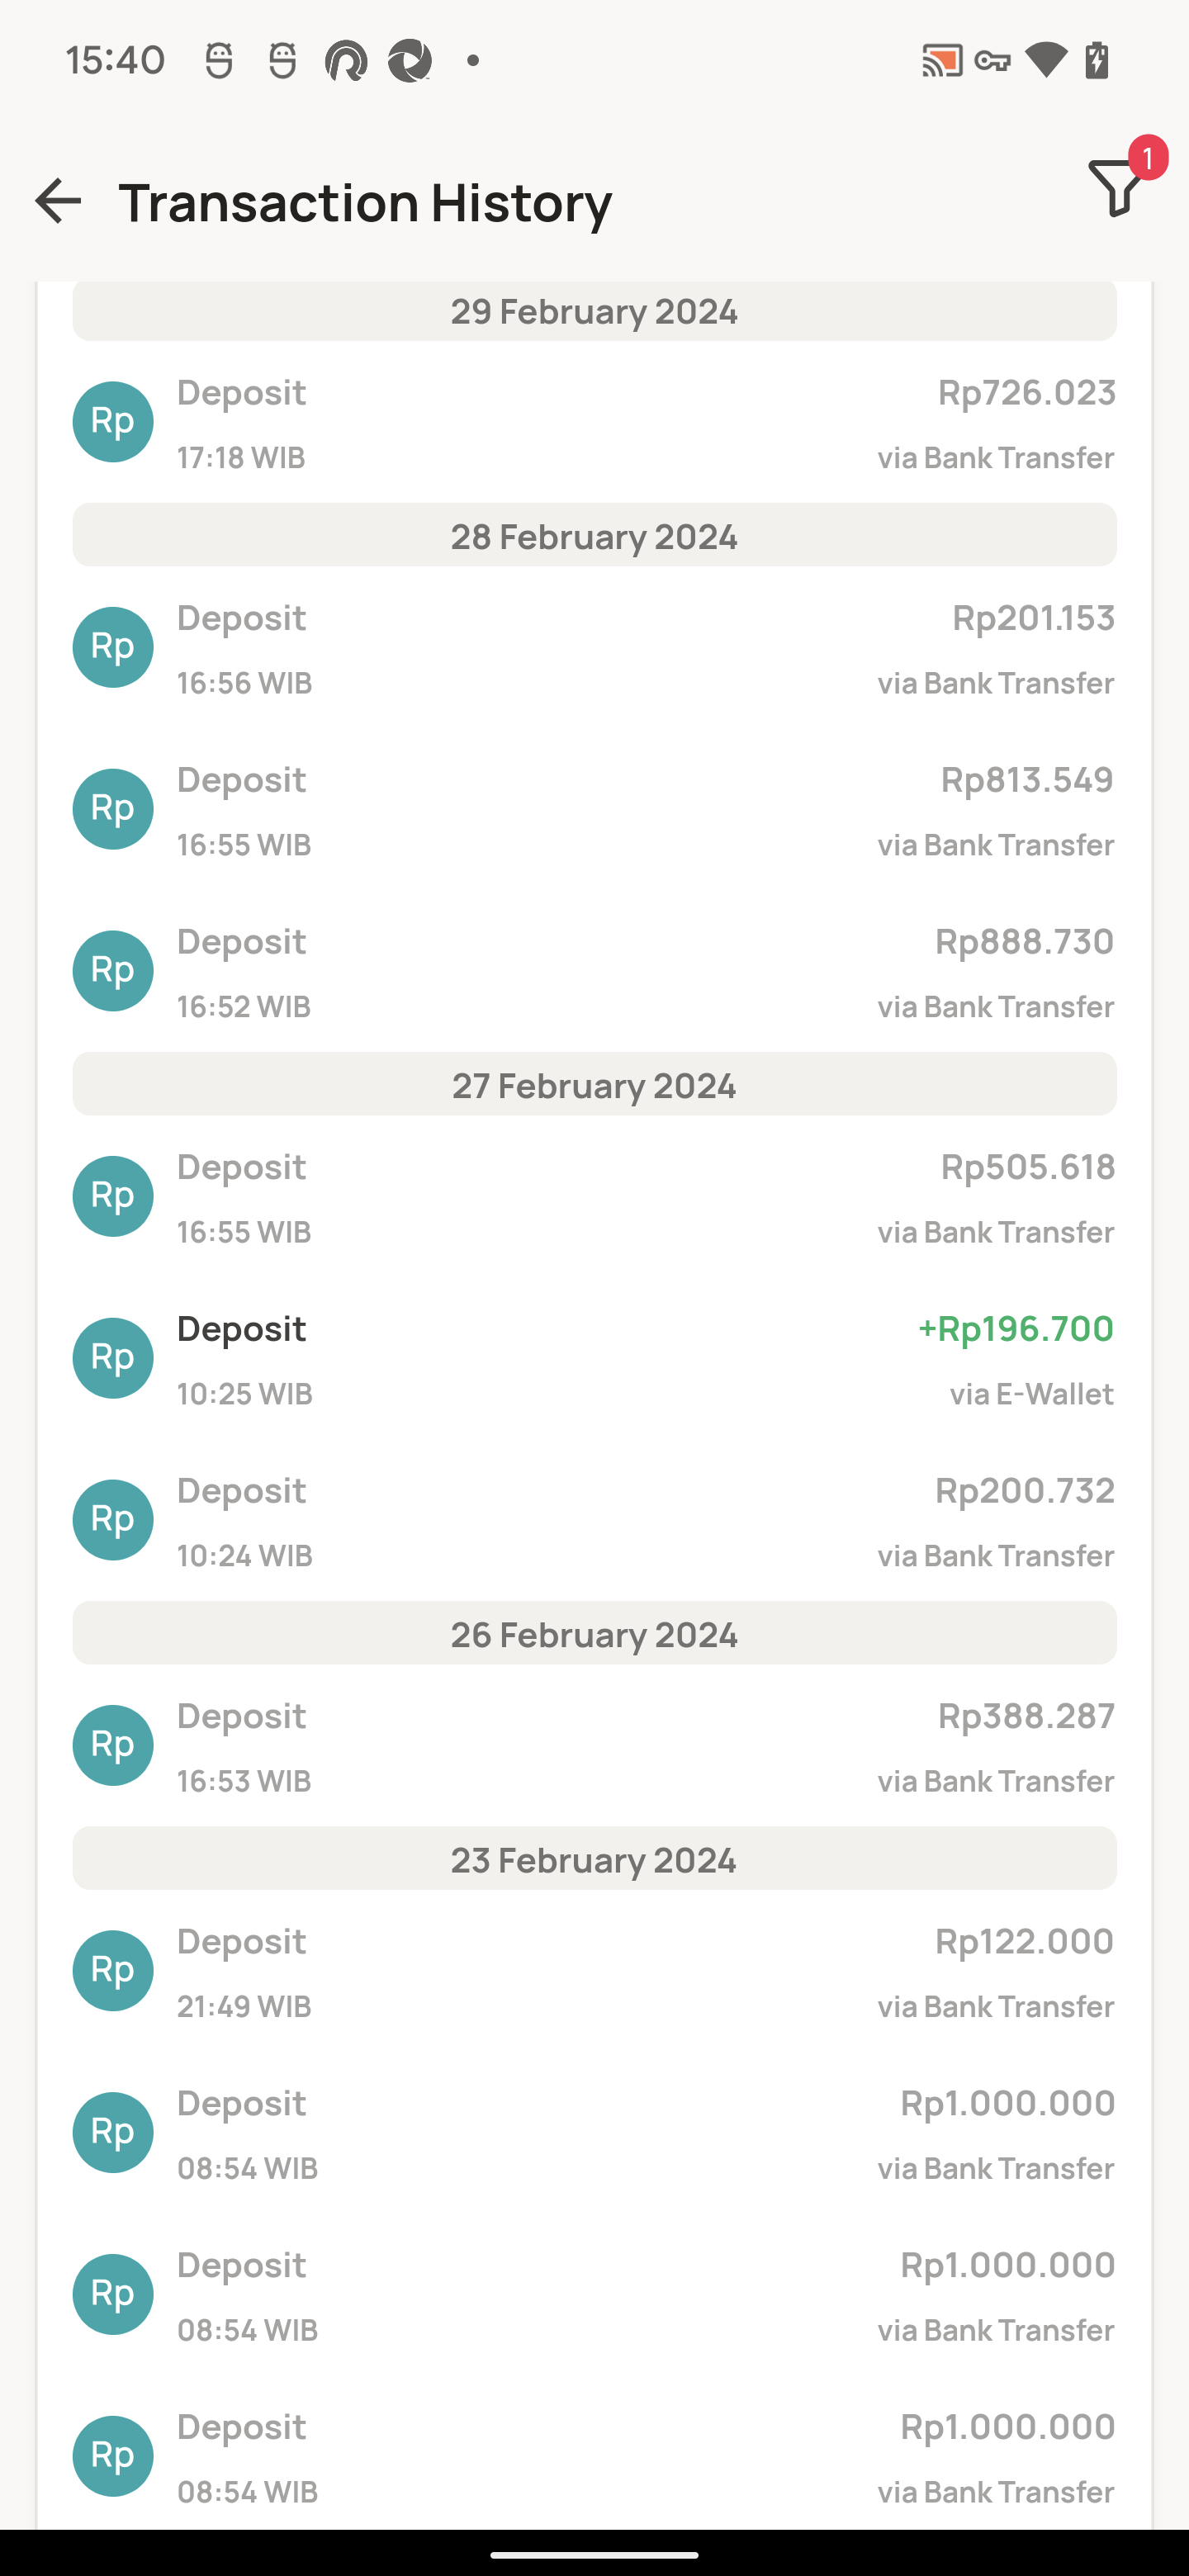 15:40
1
Transaction History
29 February 2024
Rp Deposit Rp726.023
17:18 WIB via Bank Transfer
28 February 2024
Rp Deposit Rp201.153
16:56 WIB via Bank Transfer
Rp Deposit Rp813.549
16:55 WIB via Bank Transfer
Rp Deposit Rp888.730
16:52 WIB via Bank Transfer
27 February 2024
Rp Deposit Rp505.618
16:55 WIB via Bank Transfer
Rp Deposit +Rp196.700
10:25 WIB via E-Wallet
Rp Deposit Rp200.732
10:24 WIB via Bank Transfer
26 February 2024
Rp Deposit Rp388.287
16:53 WIB via Bank Transfer
23 February 2024
Rp Deposit Rp122.000
21:49 WIB via Bank Transfer
Rp Deposit Rp1.000.000
08:54 WIB via Bank Transfer
Rp Deposit Rp1.000.000
08:54 WIB via Bank Transfer
Rp Deposit Rp1.000.000
08:54 WIB via Bank Transfer